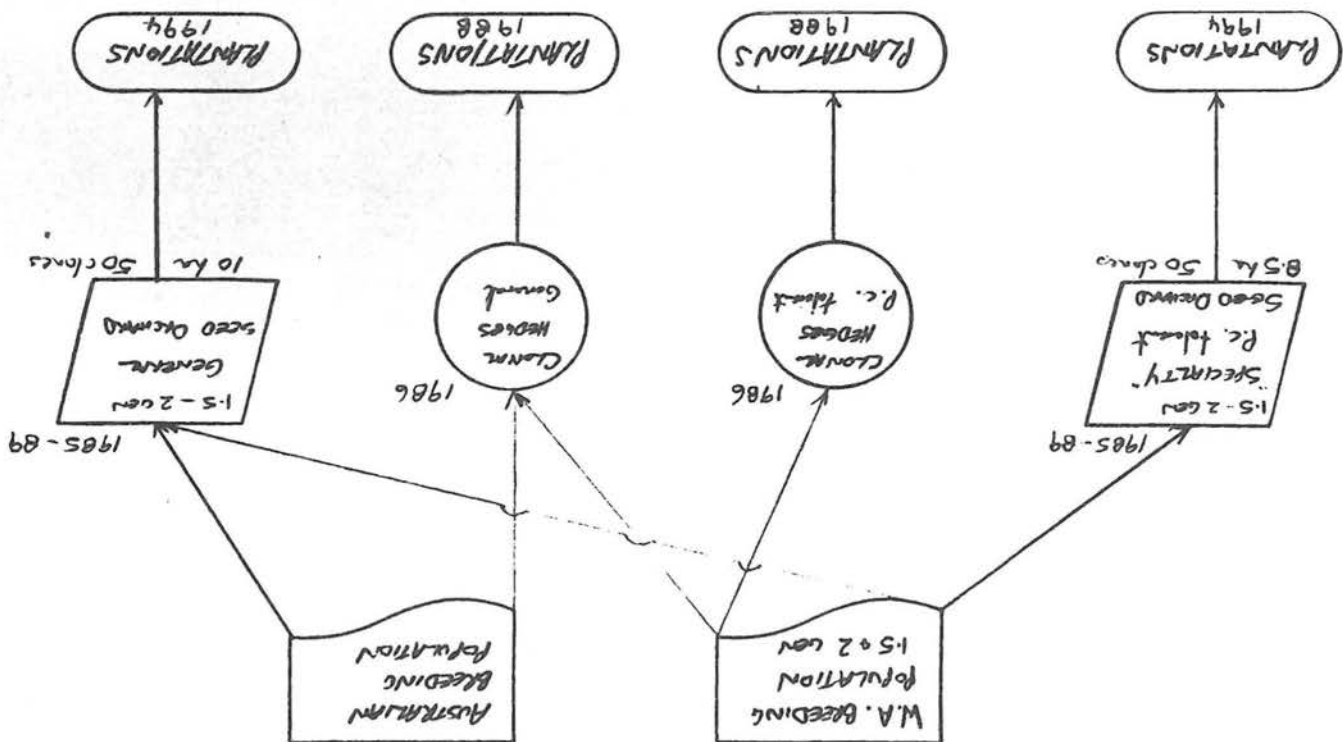 W.A. BREEDING
POPULATION
1.5 & 2 GEN
AUSTRALIAN
BREEDING
POPULATION
1985-89
1.5-2 GEN
"SPECIALTY"
P.C. tolerant
SEED ORCHARD
8.5 ha 50 clones
1986
CLONAL
HEDGES
P.C. tolerant
1986
CLONAL
HEDGES
General
1985-89
1.5-2 GEN
GENERAL
SEED ORCHARD
10 ha 50 clones
PLANTATIONS
1994
PLANTATIONS
1988
PLANTATIONS
1988
PLANTATIONS
1994